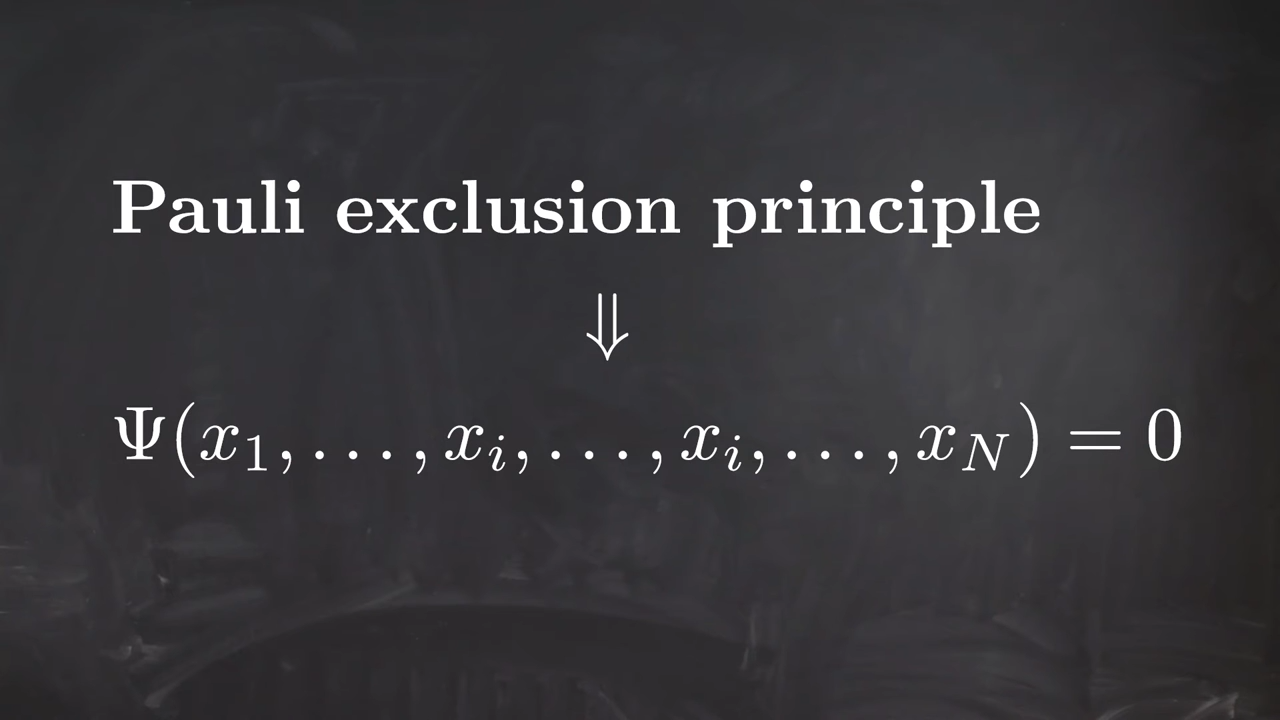 Pauli exclusion principle
⇓
Ψ(x₁, . . . , xᵢ, . . . , xᵢ, . . . , x_N) = 0